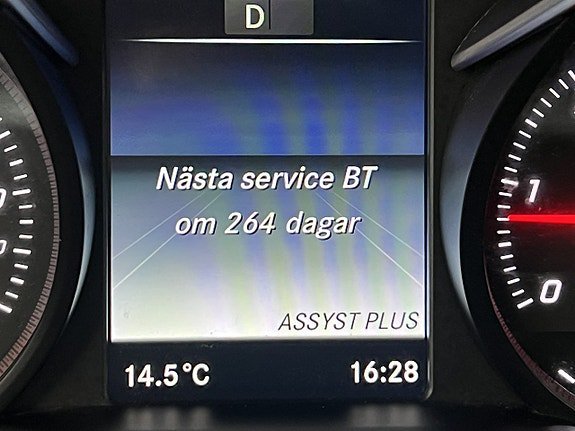 D
Nästa service BT
om 264 dagar
ASSYST PLUS
14.5°C 16:28
1
0